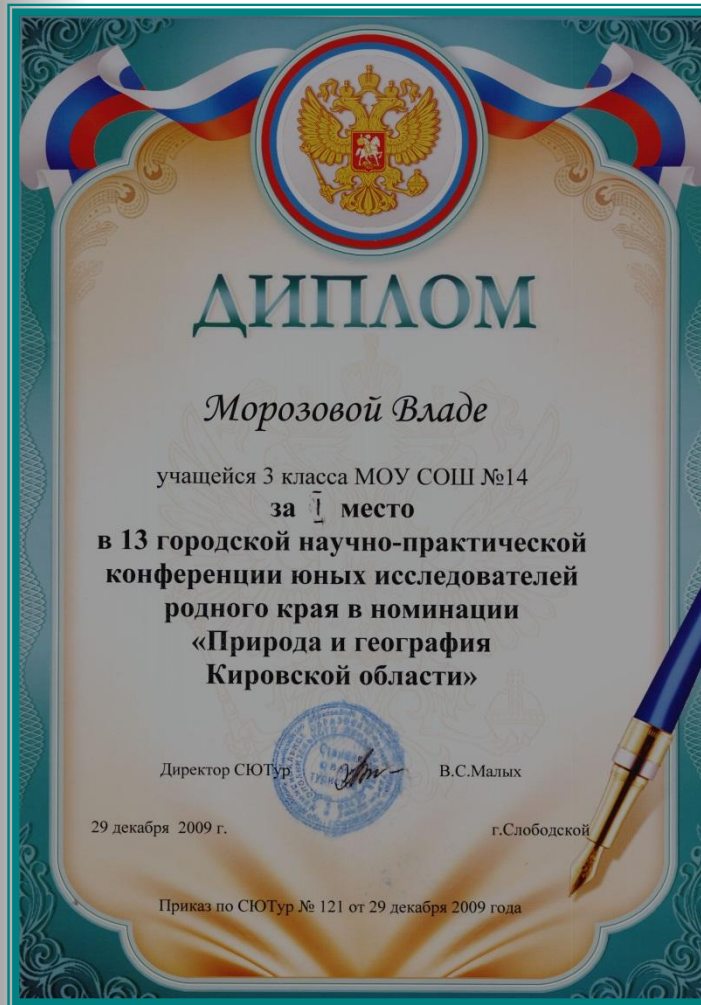 ДИПЛОМ
Морозовой Владе
учащейся 3 класса МОУ СОШ №14
за I место
в 13 городской научно-практической
конференции юных исследователей
родного края в номинации
«Природа и география
Кировской области»
Директор СЮТур В.С.Малых
29 декабря 2009 г. г.Слободской
Приказ по СЮТур № 121 от 29 декабря 2009 года